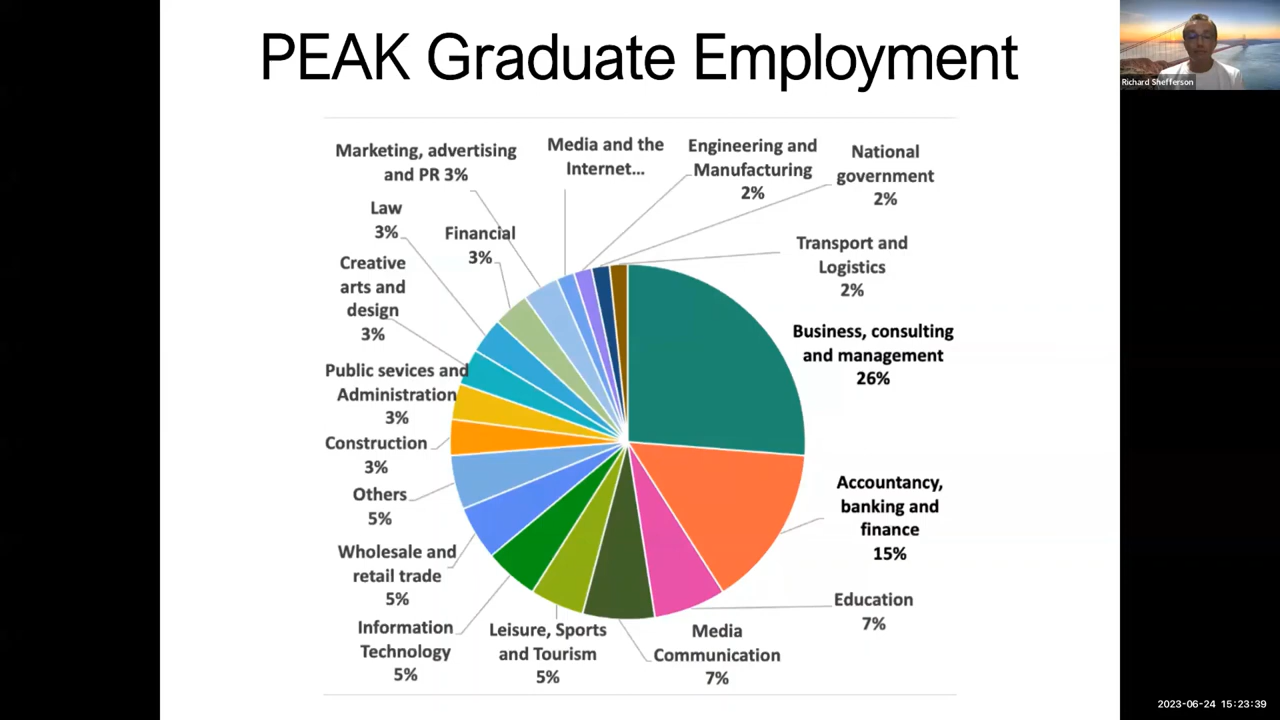 PEAK Graduate Employment
Richard Shefferson
Marketing, advertising
and PR 3%
Media and the
Internet...
Engineering and
Manufacturing
2%
National
government
2%
Law
3%
Financial
3%
Transport and
Logistics
2%
Creative
arts and
design
3%
Business, consulting
and management
26%
Public sevices and
Administration
3%
Construction
3%
Accountancy,
banking and
finance
15%
Others
5%
Wholesale and
retail trade
5%
Education
7%
Information
Technology
5%
Leisure, Sports
and Tourism
5%
Media
Communication
7%
2023-06-24 15:23:39